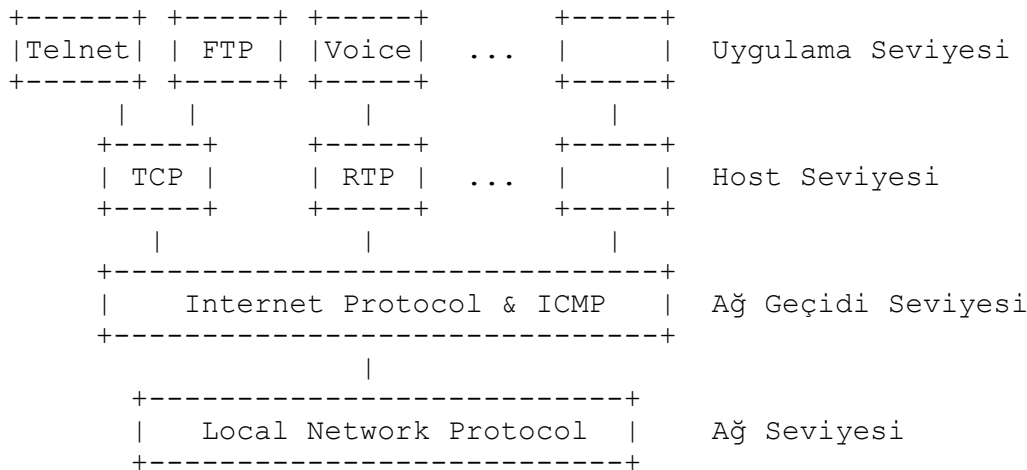 Telnet FTP Voice ... Uygulama Seviyesi
TCP RTP ... Host Seviyesi
Internet Protocol & ICMP Ağ Geçidi Seviyesi
Local Network Protocol Ağ Seviyesi